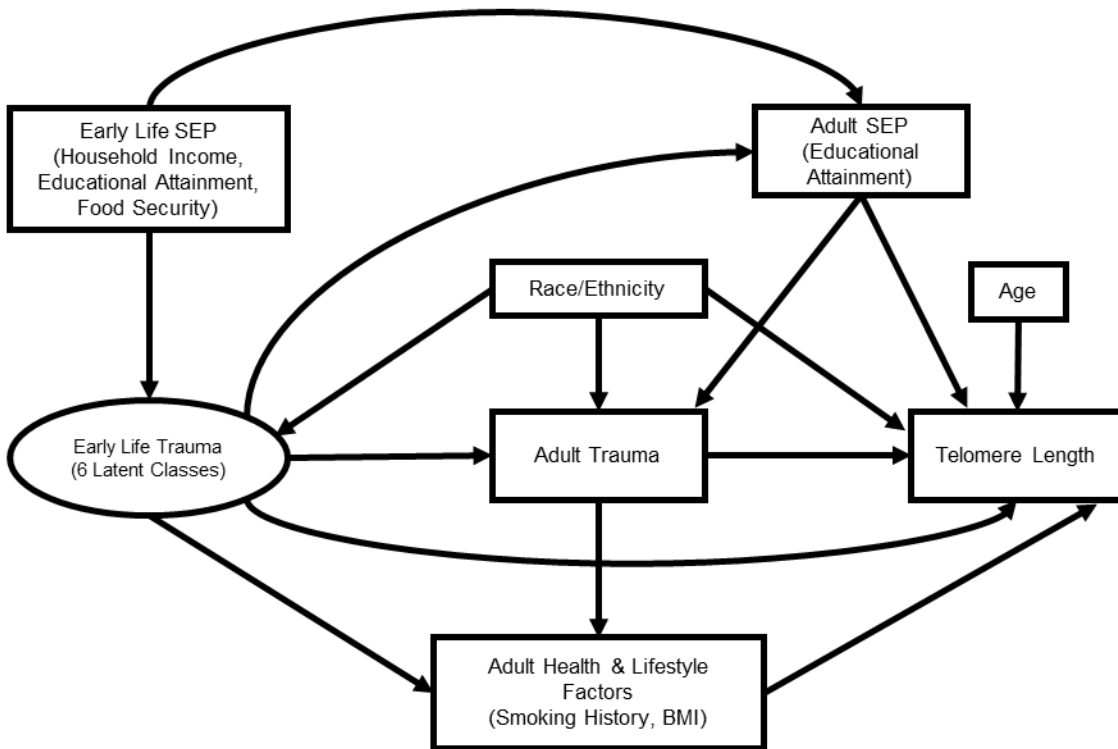 Early Life SEP
(Household Income,
Educational Attainment,
Food Security)
Adult SEP
(Educational
Attainment)
Race/Ethnicity
Age
Early Life Trauma
(6 Latent Classes)
Adult Trauma
Telomere Length
Adult Health & Lifestyle
Factors
(Smoking History, BMI)